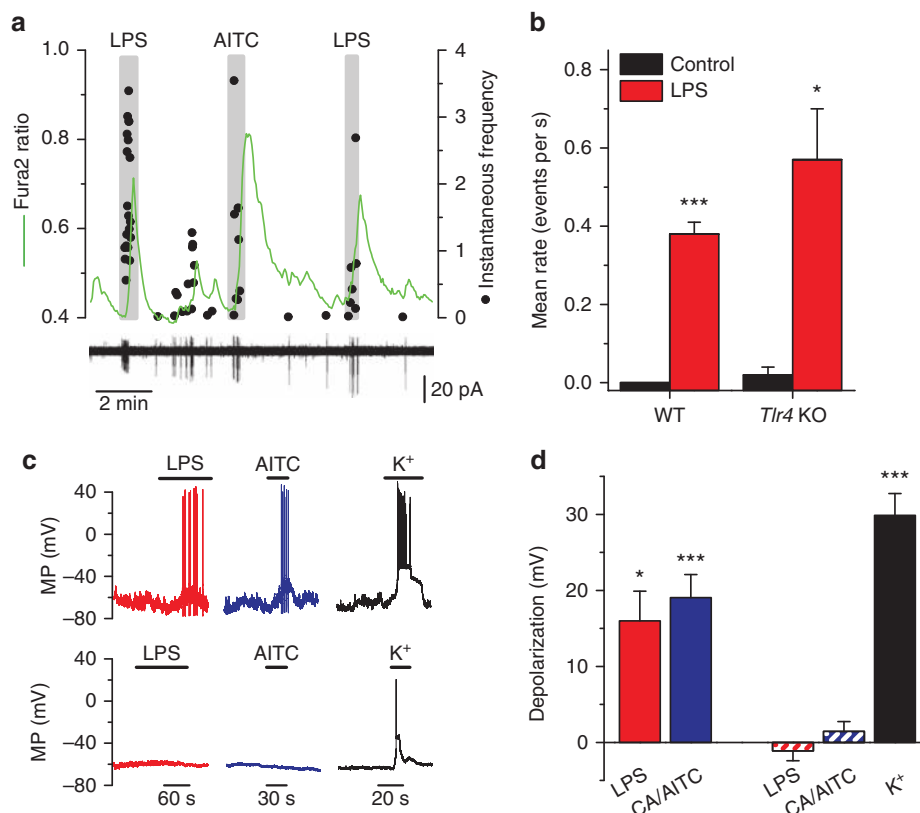 a
LPS AITC LPS
1.0
0.8
0.6
0.4
Fura2 ratio
4
3
2
1
0
Instantaneous frequency
2 min
20 pA
b
Control
LPS
0.8
0.6
0.4
0.2
0.0
Mean rate (events per s)
***
*
WT Tlr4 KO
c
LPS AITC K+
40
0
−40
−80
MP (mV)
LPS AITC K+
40
0
−40
−80
MP (mV)
60 s 30 s 20 s
d
30
20
10
0
Depolarization (mV)
* *** ***
LPS CA/AITC LPS CA/AITC K+